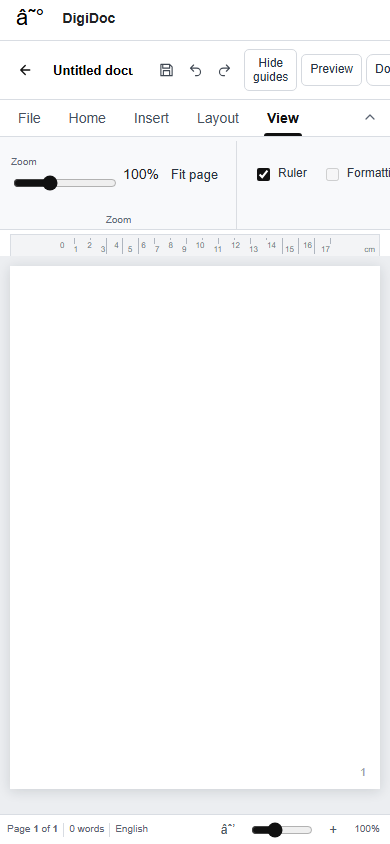 â˜° DigiDoc
Untitled docu
Hide guides
Preview
Do
File Home Insert Layout View
Zoom
100% Fit page
Ruler
Formatti
Zoom
0 1 2 3 4 5 6 7 8 9 10 11 12 13 14 15 16 17 cm
1
Page 1 of 1 0 words English
âˆ’ + 100%